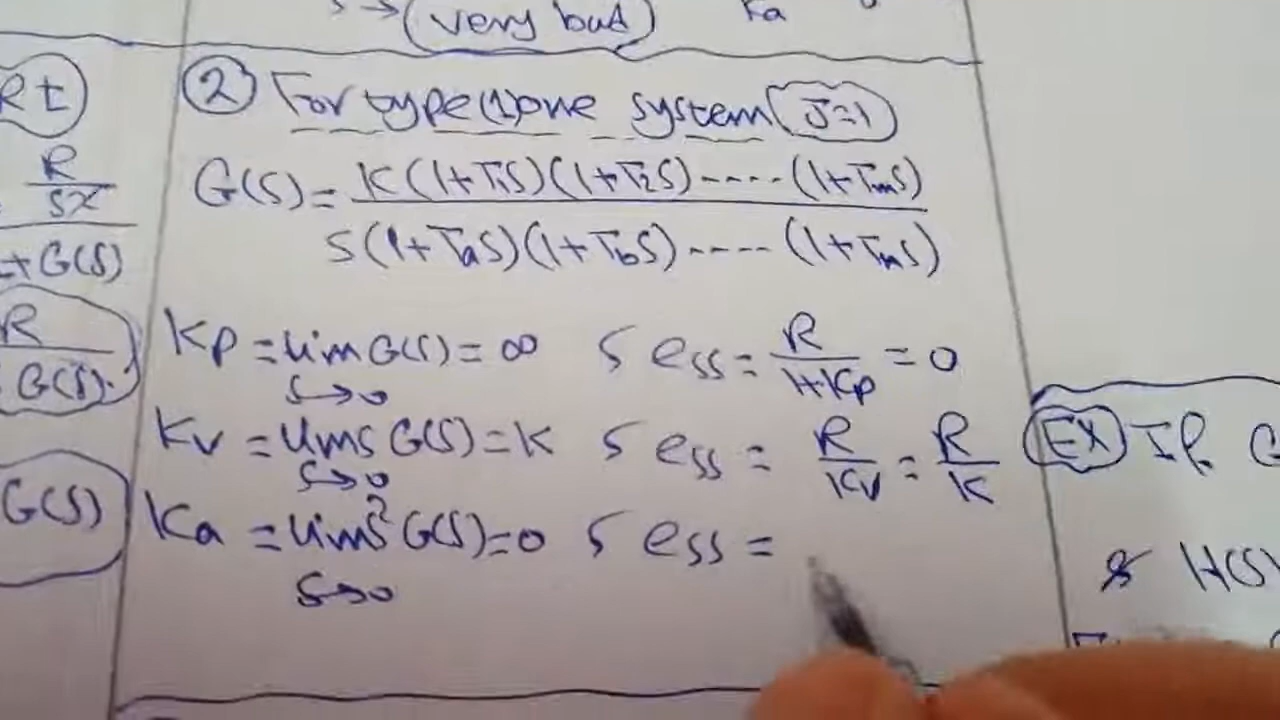 (very bad) Ka
Rt
R
SX
+G(S)
R
G(S)
G(S)
② For type(1)one system (J=1)
G(S)= K(1+T1S)(1+T2S)----(1+TmS)
S(1+TaS)(1+TbS)----(1+TnS)
Kp = lim G(S) = ∞ , ess = R / 1+Kp = 0
S→0
Kv = lim S G(S) = K , ess = R / Kv = R / K
S→0
Ka = lim S² G(S) = 0 , ess =
S→0
EX If G
& H(S)